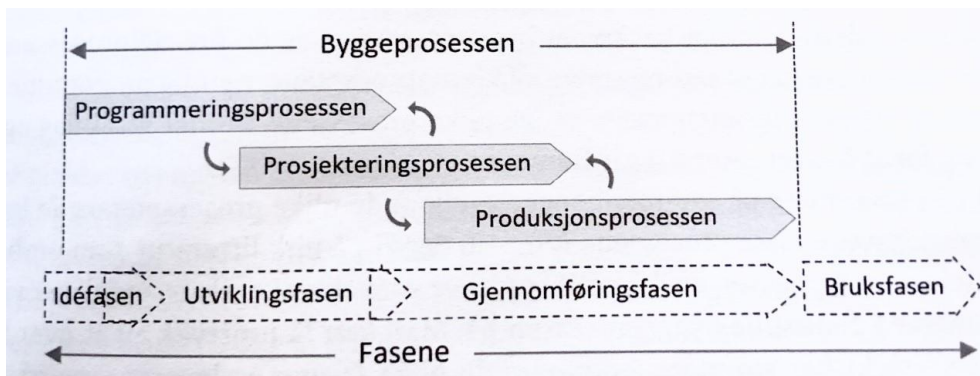 Byggeprosessen
Programmeringsprosessen
Prosjekteringsprosessen
Produksjonsprosessen
Idéfasen Utviklingsfasen Gjennomføringsfasen Bruksfasen
Fasene